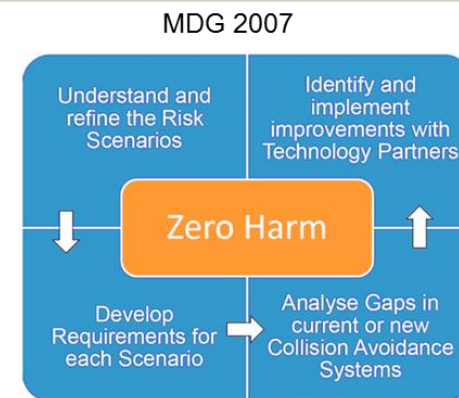 MDG 2007
Understand and
refine the Risk
Scenarios
Identify and
implement
improvements with
Technology Partners
Zero Harm
Develop
Requirements for
each Scenario
Analyse Gaps in
current or new
Collision Avoidance
Systems